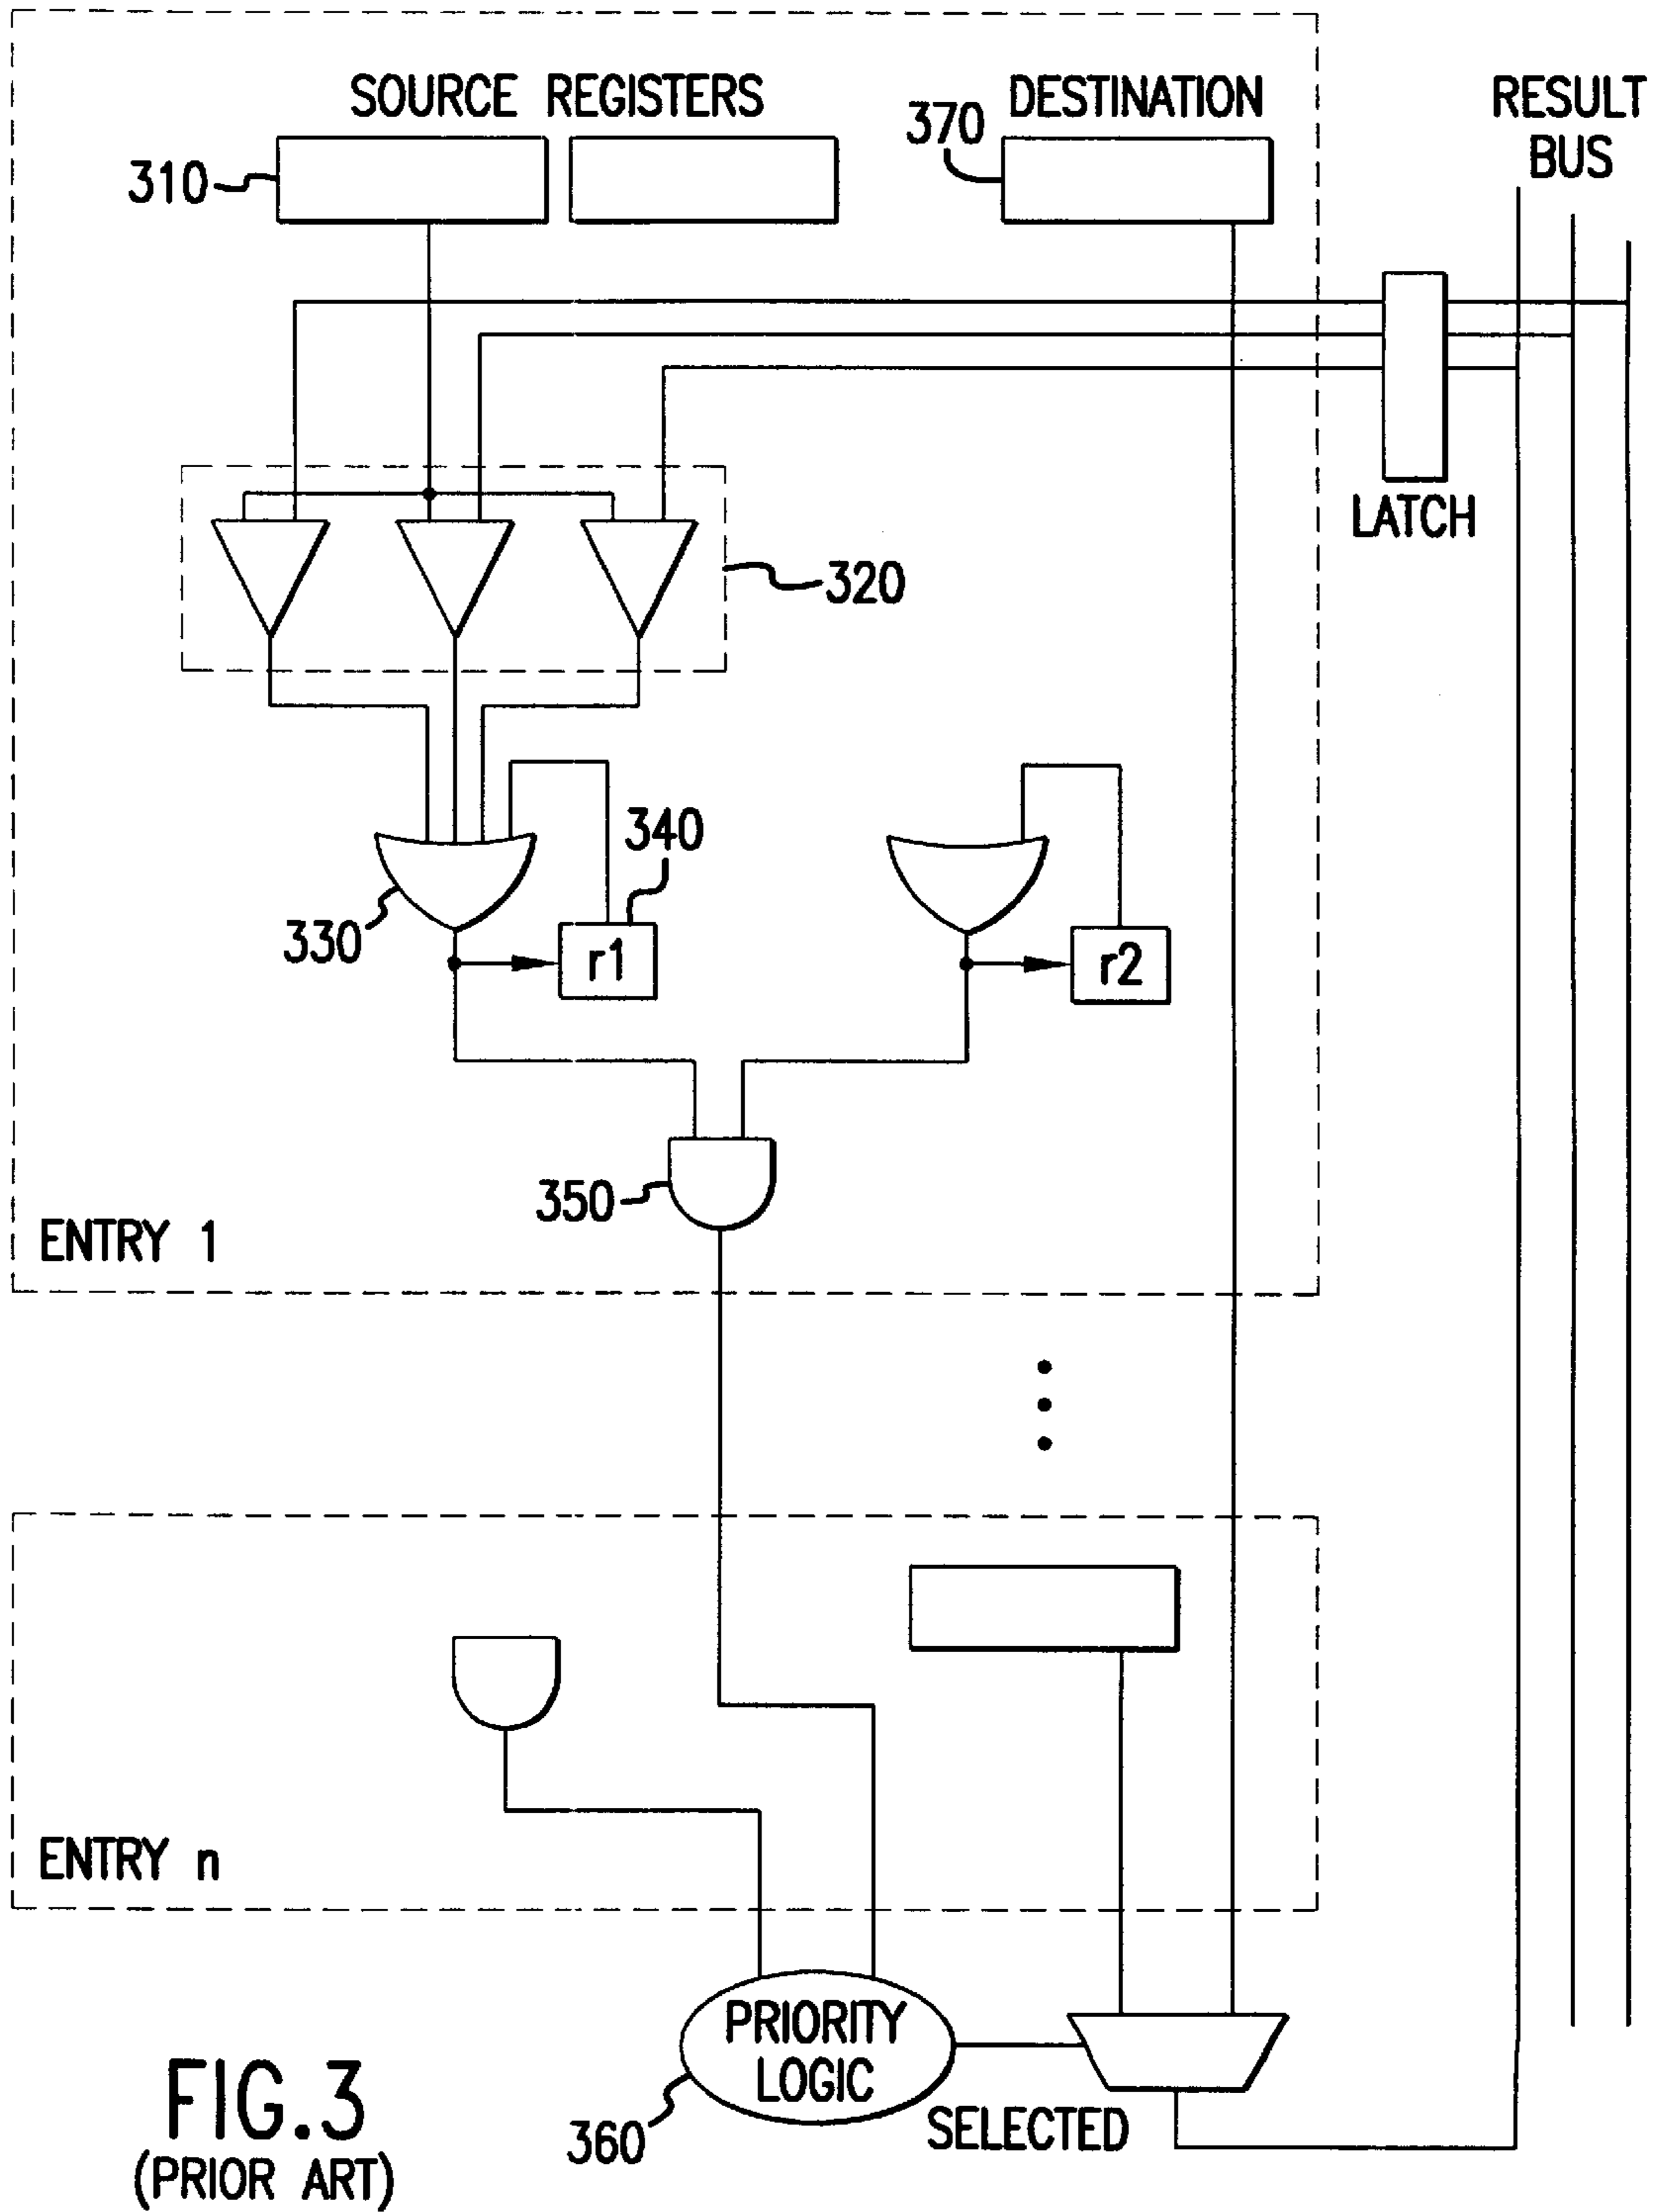 SOURCE REGISTERS
DESTINATION
RESULT
BUS
310
370
LATCH
320
340
330
r1
r2
350
ENTRY 1
ENTRY n
PRIORITY
LOGIC
360
SELECTED
FIG.3
(PRIOR ART)